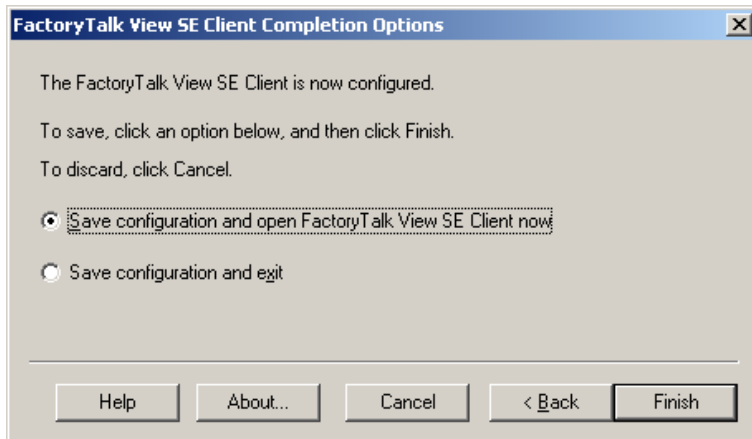 FactoryTalk View SE Client Completion Options
The FactoryTalk View SE Client is now configured.
To save, click an option below, and then click Finish.
To discard, click Cancel.
Save configuration and open FactoryTalk View SE Client now
Save configuration and exit
Help About... Cancel < Back Finish